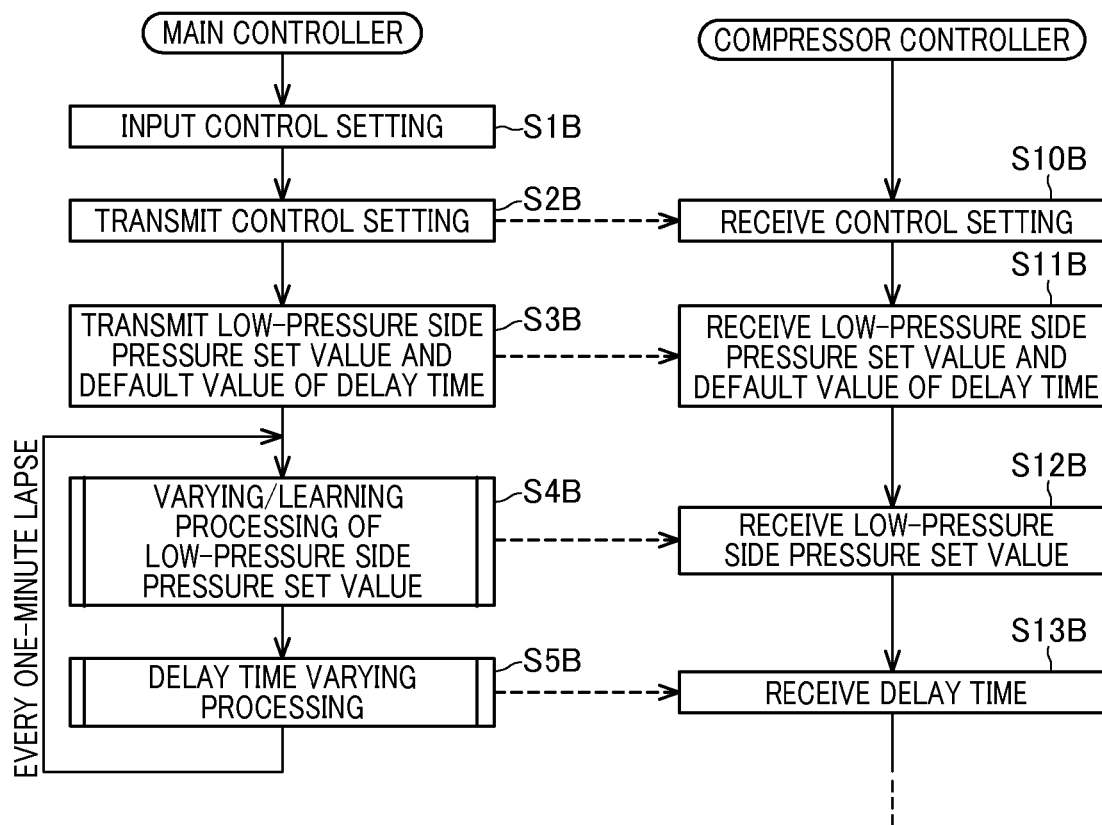 MAIN CONTROLLER
INPUT CONTROL SETTING
S1B
TRANSMIT CONTROL SETTING
S2B
TRANSMIT LOW-PRESSURE SIDE
PRESSURE SET VALUE AND
DEFAULT VALUE OF DELAY TIME
S3B
EVERY ONE-MINUTE LAPSE
VARYING/LEARNING
PROCESSING OF
LOW-PRESSURE SIDE
PRESSURE SET VALUE
S4B
DELAY TIME VARYING
PROCESSING
S5B
COMPRESSOR CONTROLLER
S10B
RECEIVE CONTROL SETTING
S11B
RECEIVE LOW-PRESSURE SIDE
PRESSURE SET VALUE AND
DEFAULT VALUE OF DELAY TIME
S12B
RECEIVE LOW-PRESSURE
SIDE PRESSURE SET VALUE
S13B
RECEIVE DELAY TIME